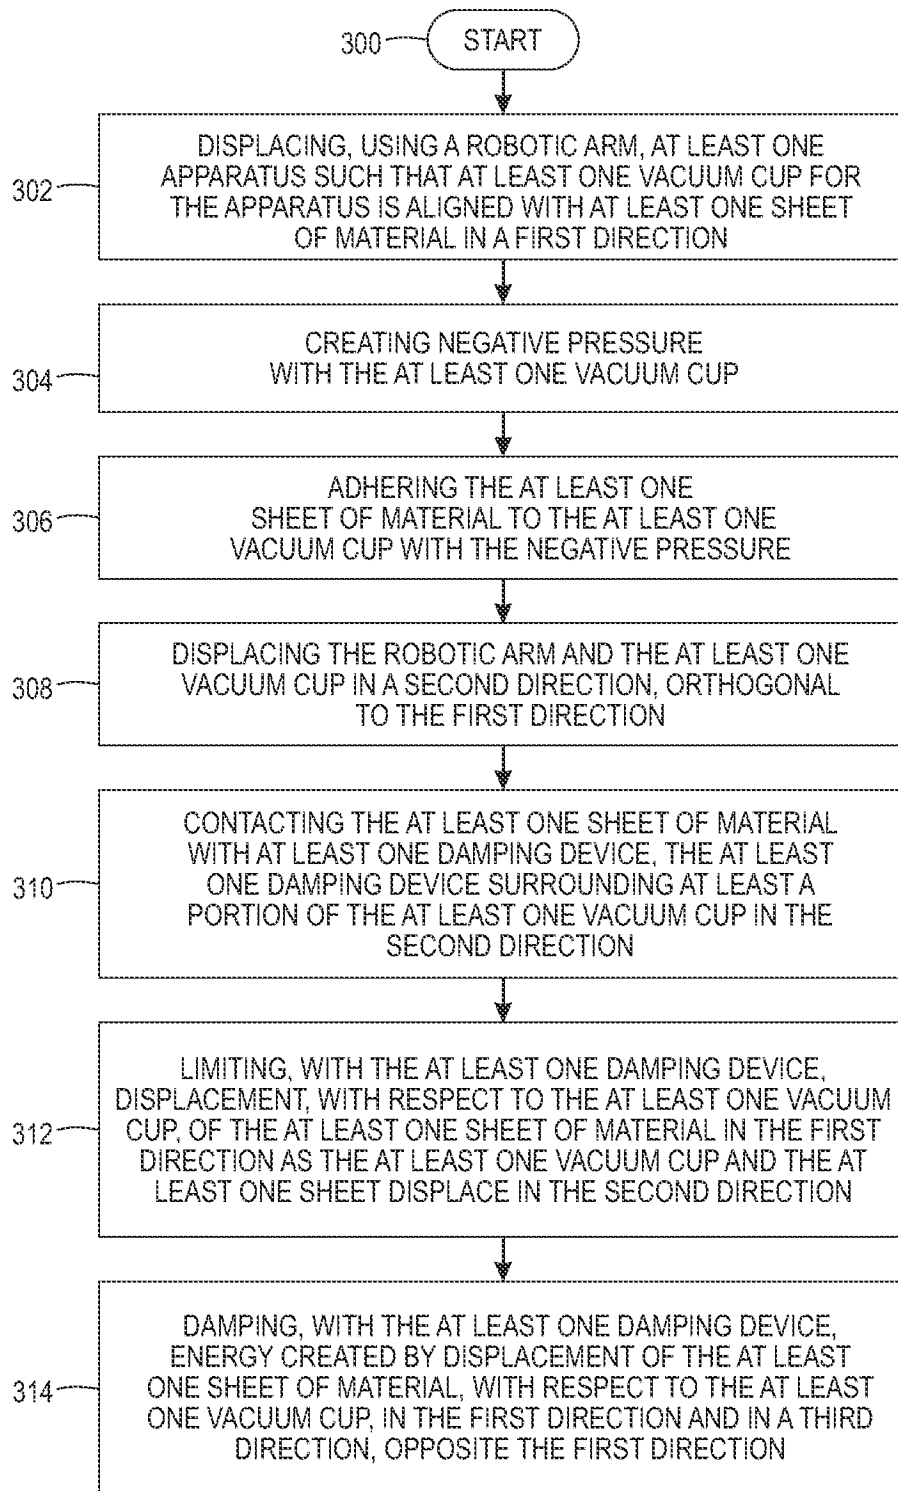 300
START
302
DISPLACING, USING A ROBOTIC ARM, AT LEAST ONE
APPARATUS SUCH THAT AT LEAST ONE VACUUM CUP FOR
THE APPARATUS IS ALIGNED WITH AT LEAST ONE SHEET
OF MATERIAL IN A FIRST DIRECTION
304
CREATING NEGATIVE PRESSURE
WITH THE AT LEAST ONE VACUUM CUP
306
ADHERING THE AT LEAST ONE
SHEET OF MATERIAL TO THE AT LEAST ONE
VACUUM CUP WITH THE NEGATIVE PRESSURE
308
DISPLACING THE ROBOTIC ARM AND THE AT LEAST ONE
VACUUM CUP IN A SECOND DIRECTION, ORTHOGONAL
TO THE FIRST DIRECTION
310
CONTACTING THE AT LEAST ONE SHEET OF MATERIAL
WITH AT LEAST ONE DAMPING DEVICE, THE AT LEAST
ONE DAMPING DEVICE SURROUNDING AT LEAST A
PORTION OF THE AT LEAST ONE VACUUM CUP IN THE
SECOND DIRECTION
312
LIMITING, WITH THE AT LEAST ONE DAMPING DEVICE,
DISPLACEMENT, WITH RESPECT TO THE AT LEAST ONE VACUUM
CUP, OF THE AT LEAST ONE SHEET OF MATERIAL IN THE FIRST
DIRECTION AS THE AT LEAST ONE VACUUM CUP AND THE AT
LEAST ONE SHEET DISPLACE IN THE SECOND DIRECTION
314
DAMPING, WITH THE AT LEAST ONE DAMPING DEVICE,
ENERGY CREATED BY DISPLACEMENT OF THE AT LEAST
ONE SHEET OF MATERIAL, WITH RESPECT TO THE AT LEAST
ONE VACUUM CUP, IN THE FIRST DIRECTION AND IN A THIRD
DIRECTION, OPPOSITE THE FIRST DIRECTION